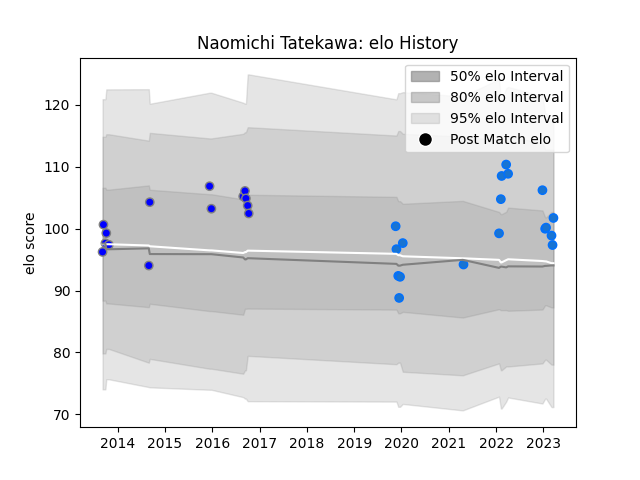 Naomichi Tatekawa: elo History
50% elo Interval
80% elo Interval
95% elo Interval
Post Match elo
elo score
120
110
100
90
80
70
2014 2015 2016 2017 2018 2019 2020 2021 2022 2023